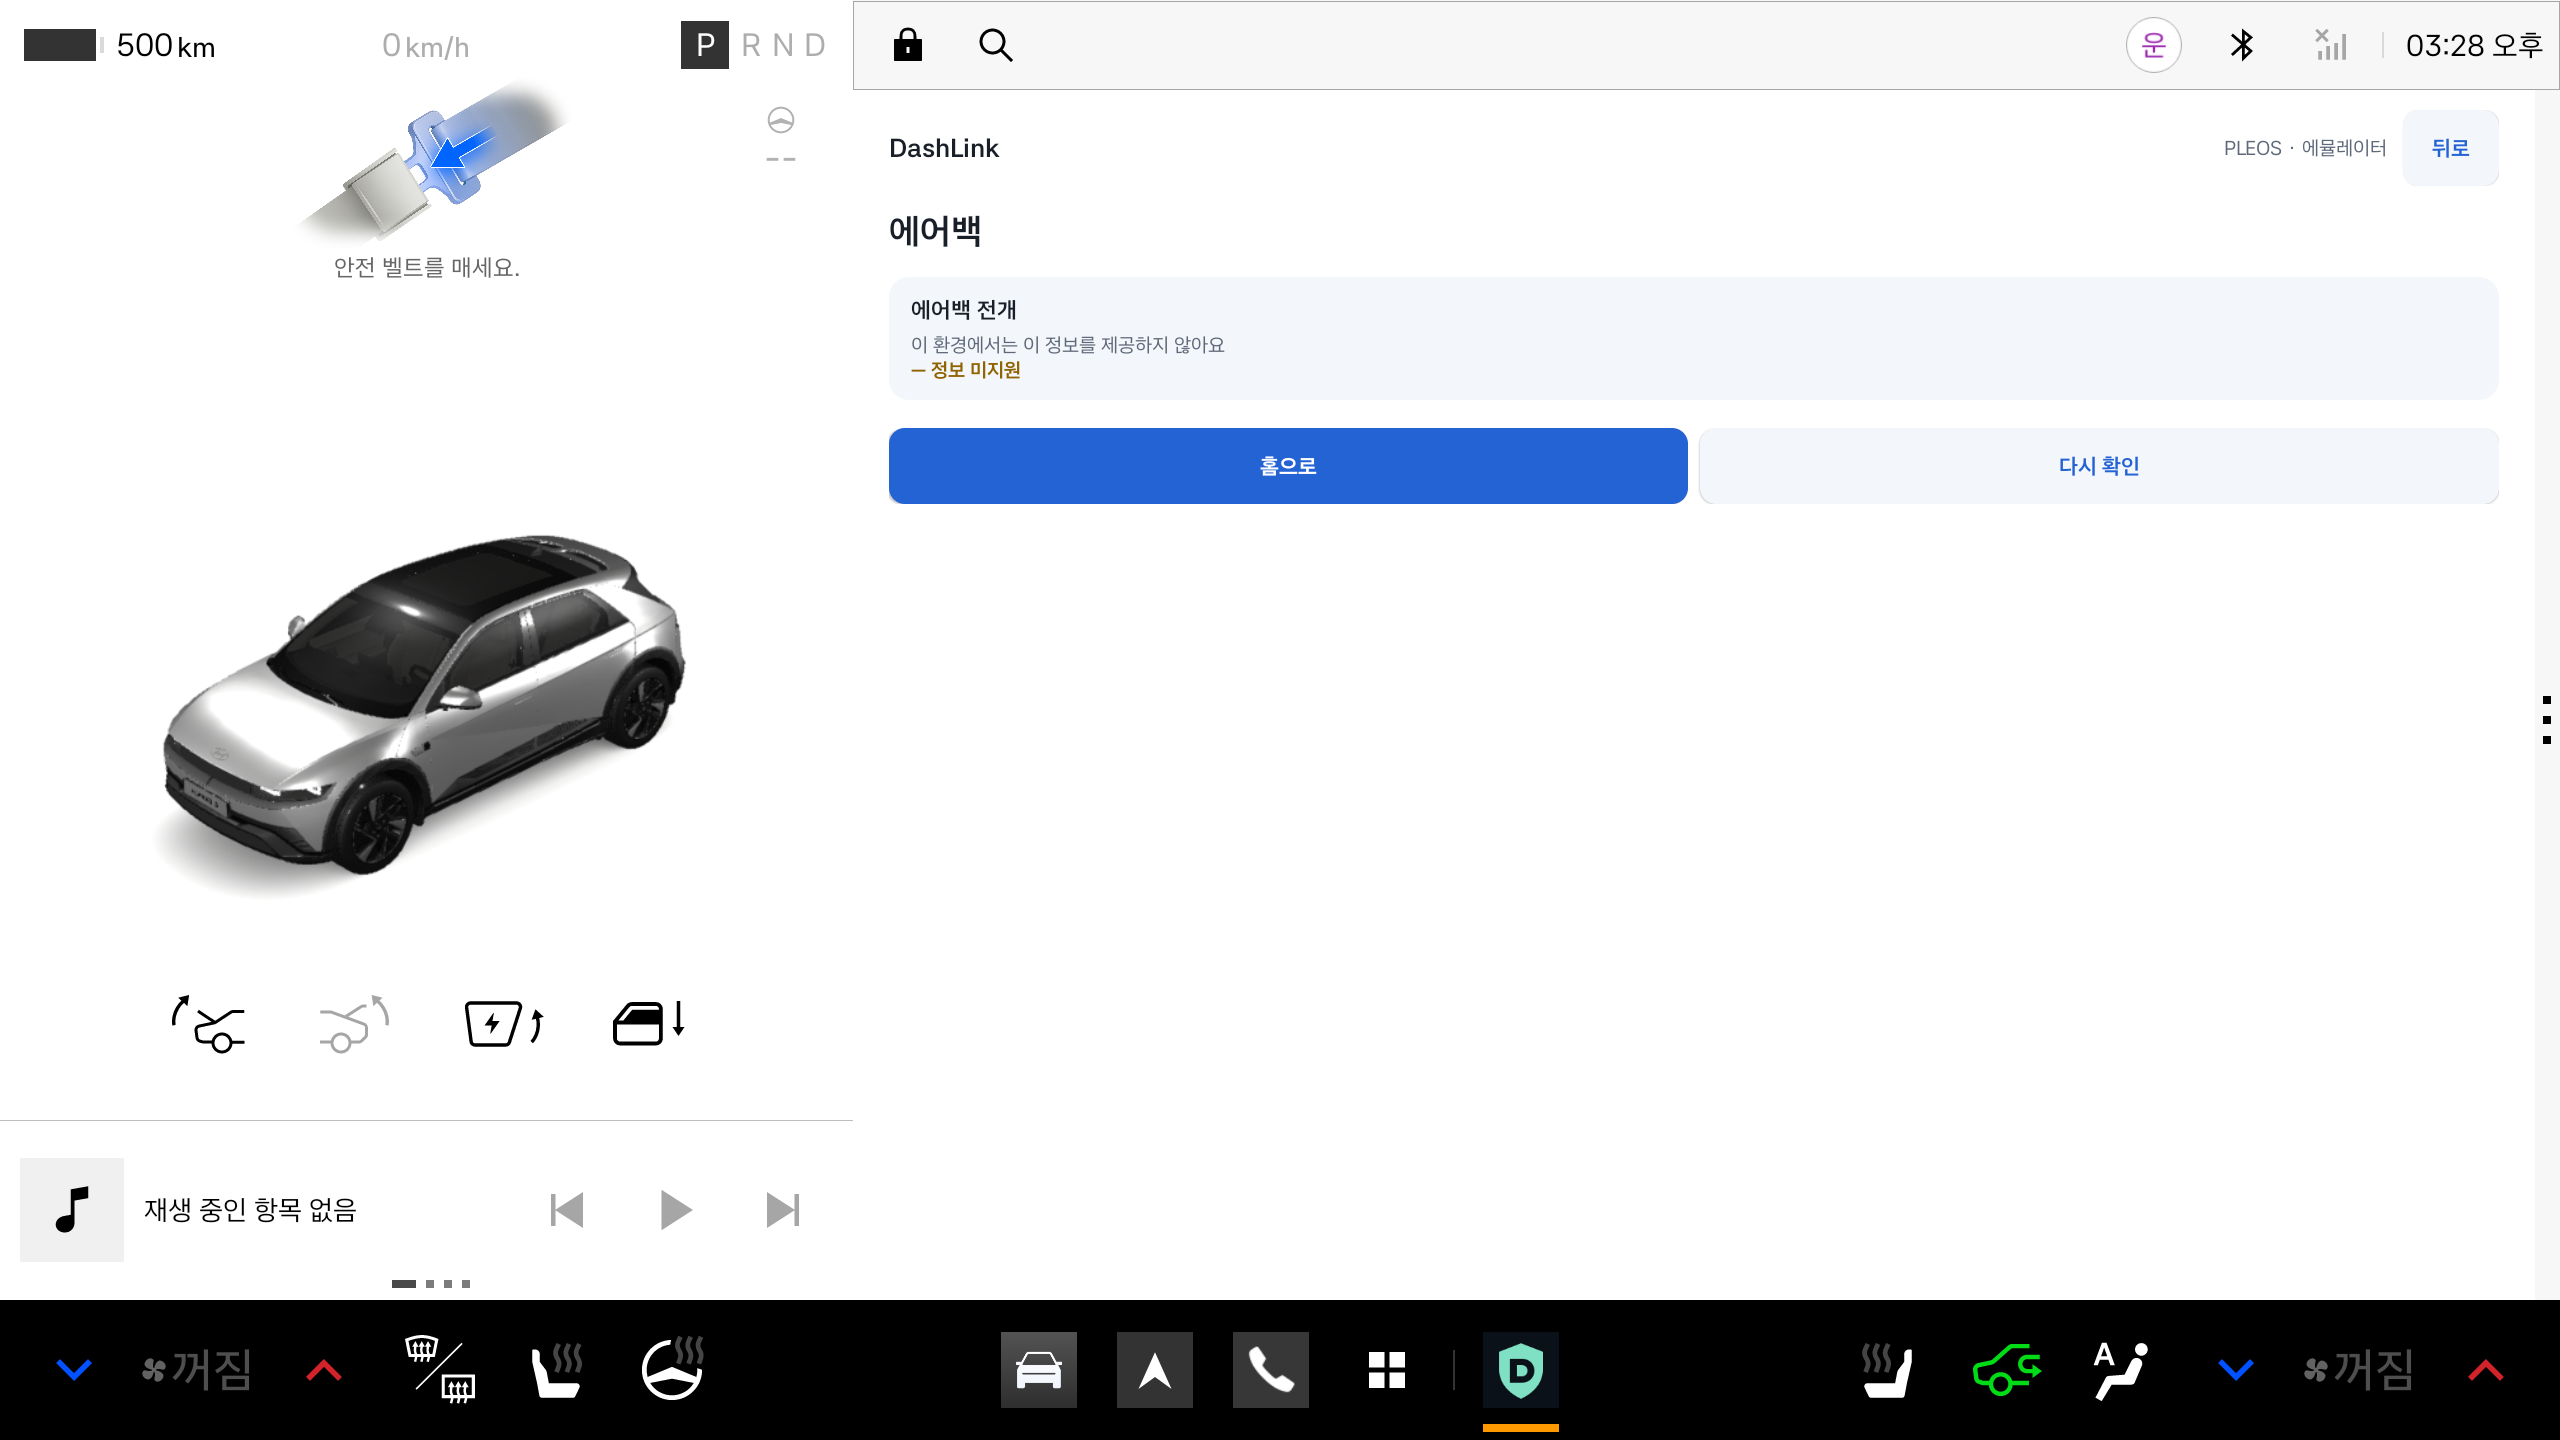 500 km
0 km/h
P R N D
운
03:28 오후
안전 벨트를 매세요.
DashLink
PLEOS · 에뮬레이터
뒤로
에어백
에어백 전개
이 환경에서는 이 정보를 제공하지 않아요
— 정보 미지원
홈으로
다시 확인
재생 중인 항목 없음
꺼짐
D
A
꺼짐